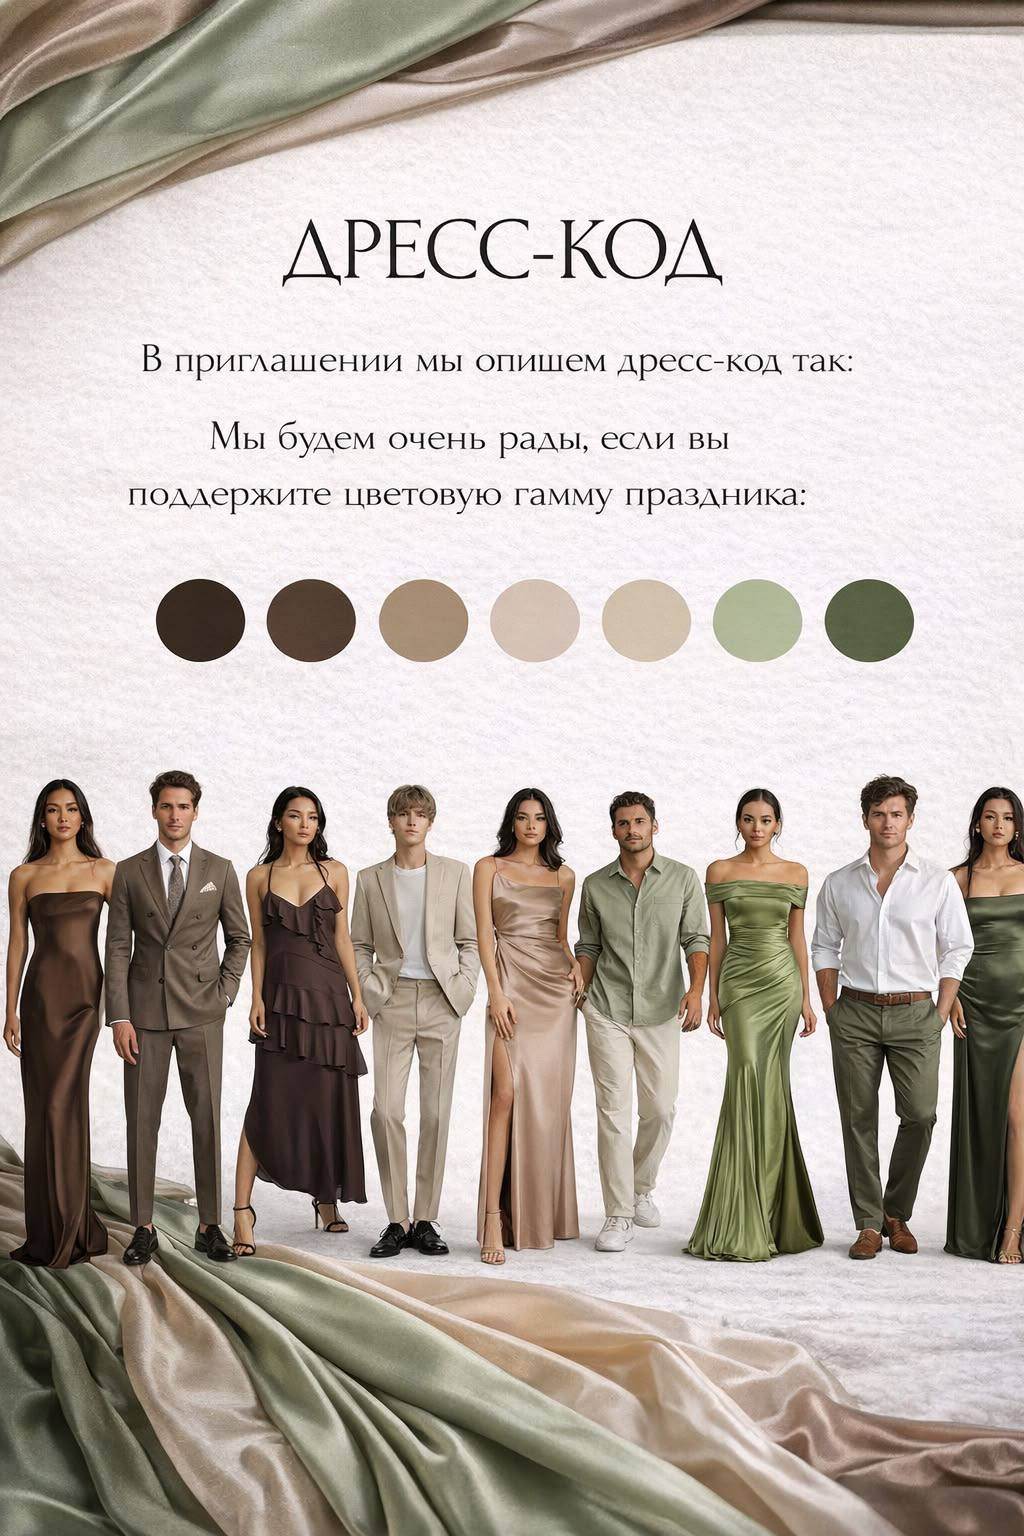 ДРЕСС-КОД
В приглашении мы опишем дресс-код так:
Мы будем очень рады, если вы
поддержите цветовую гамму праздника: